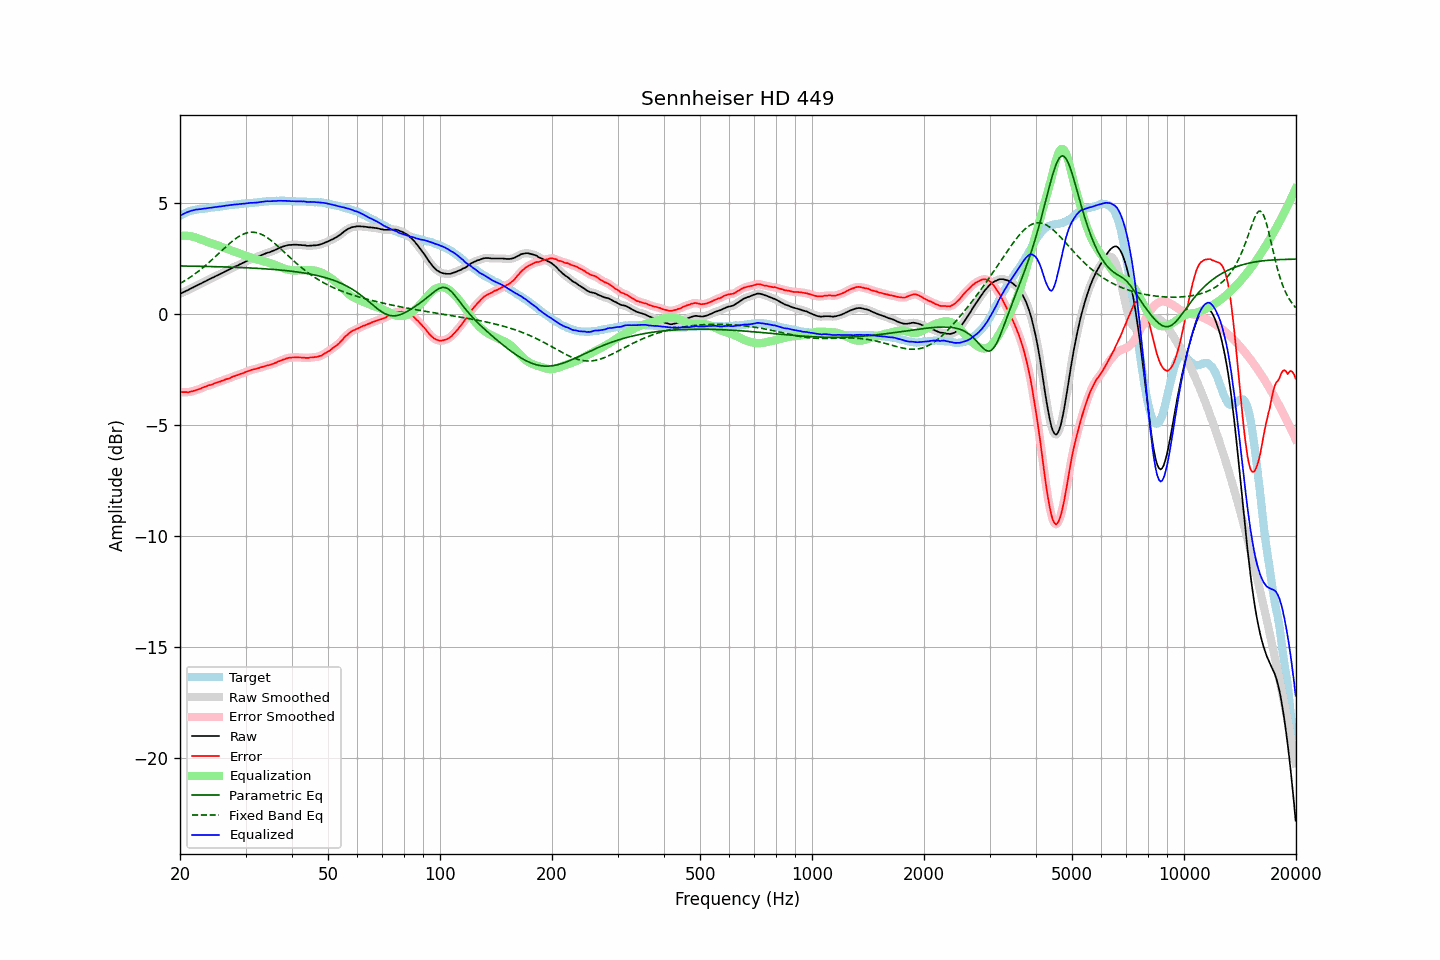 Sennheiser HD 449
Amplitude (dBr)
5
0
−5
−10
−15
−20
Target
Raw Smoothed
Error Smoothed
Raw
Error
Equalization
Parametric Eq
Fixed Band Eq
Equalized
20 50 100 200 500 1000 2000 5000 10000 20000
Frequency (Hz)